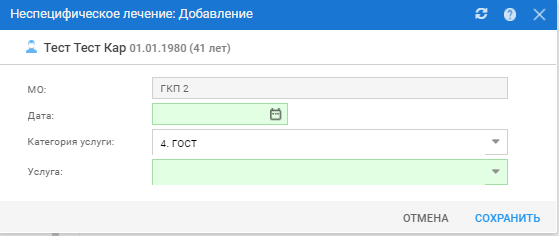 Неспецифическое лечение: Добавление
Тест Тест Кар 01.01.1980 (41 лет)
МО: ГКП 2
Дата:
Категория услуги: 4. ГОСТ
Услуга:
ОТМЕНА СОХРАНИТЬ